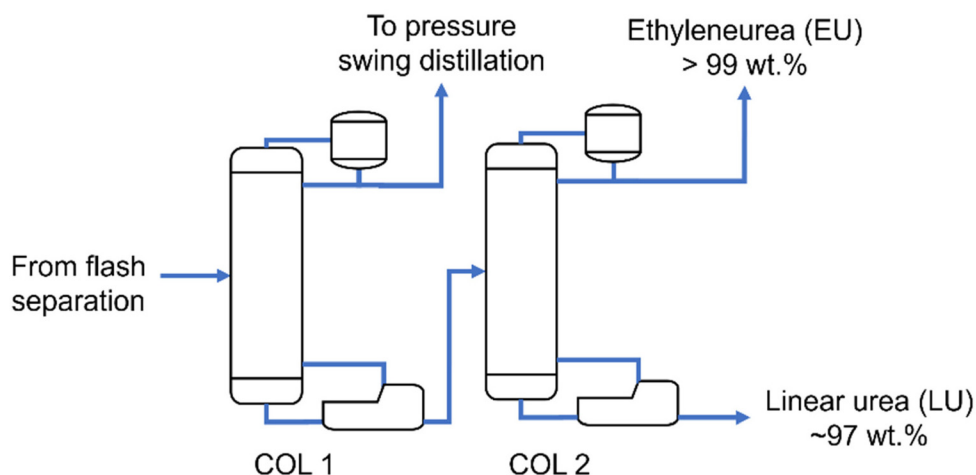 To pressure
swing distillation
Ethyleneurea (EU)
> 99 wt.%
From flash
separation
Linear urea (LU)
~97 wt.%
COL 1
COL 2